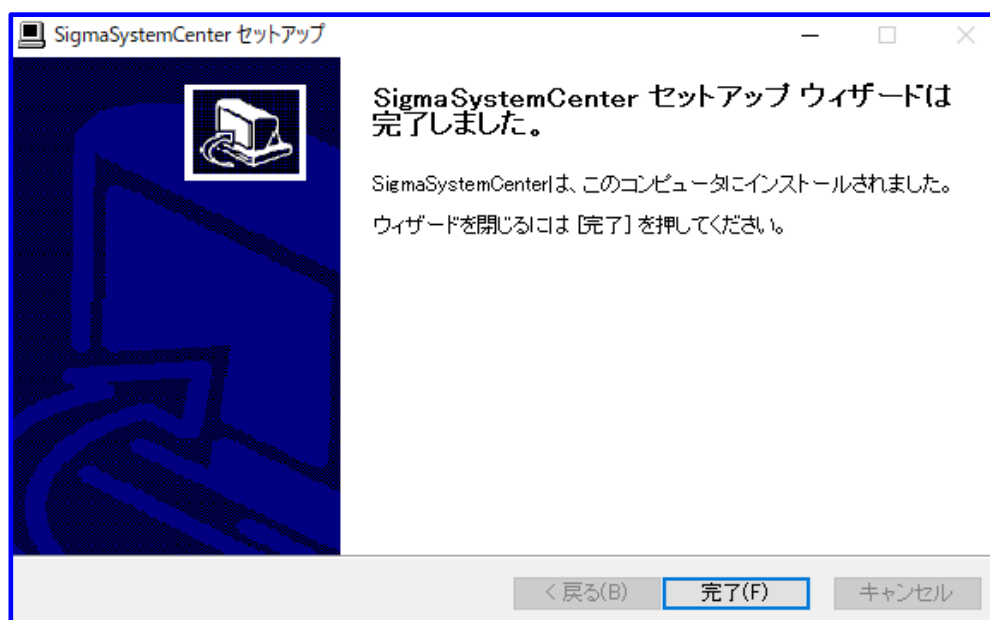 SigmaSystemCenter セットアップ
SigmaSystemCenter セットアップ ウィザードは
完了しました。
SigmaSystemCenterは、このコンピュータにインストールされました。
ウィザードを閉じるには [完了] を押してください。
< 戻る(B)
完了(F)
キャンセル